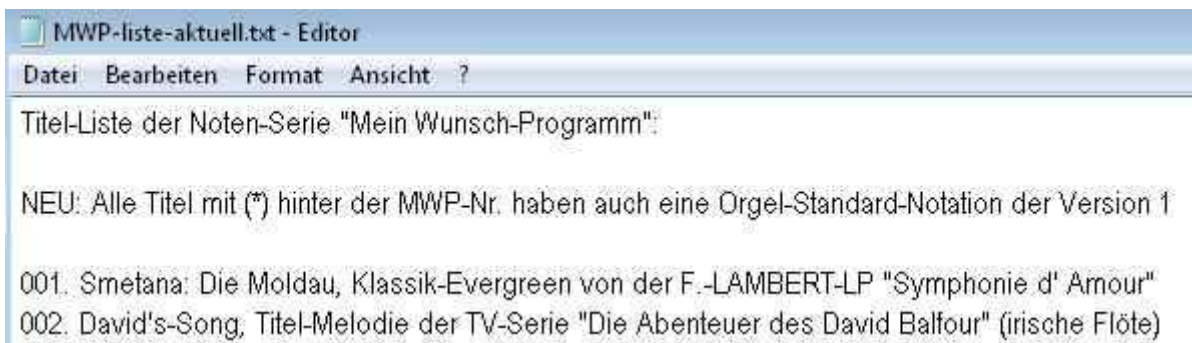 MWP-liste-aktuell.txt - Editor
Datei Bearbeiten Format Ansicht ?
Titel-Liste der Noten-Serie "Mein Wunsch-Programm":
NEU: Alle Titel mit (*) hinter der MWP-Nr. haben auch eine Orgel-Standard-Notation der Version 1
001. Smetana: Die Moldau, Klassik-Evergreen von der F.-LAMBERT-LP "Symphonie d' Amour"
002. David's-Song, Titel-Melodie der TV-Serie "Die Abenteuer des David Balfour" (irische Flöte)